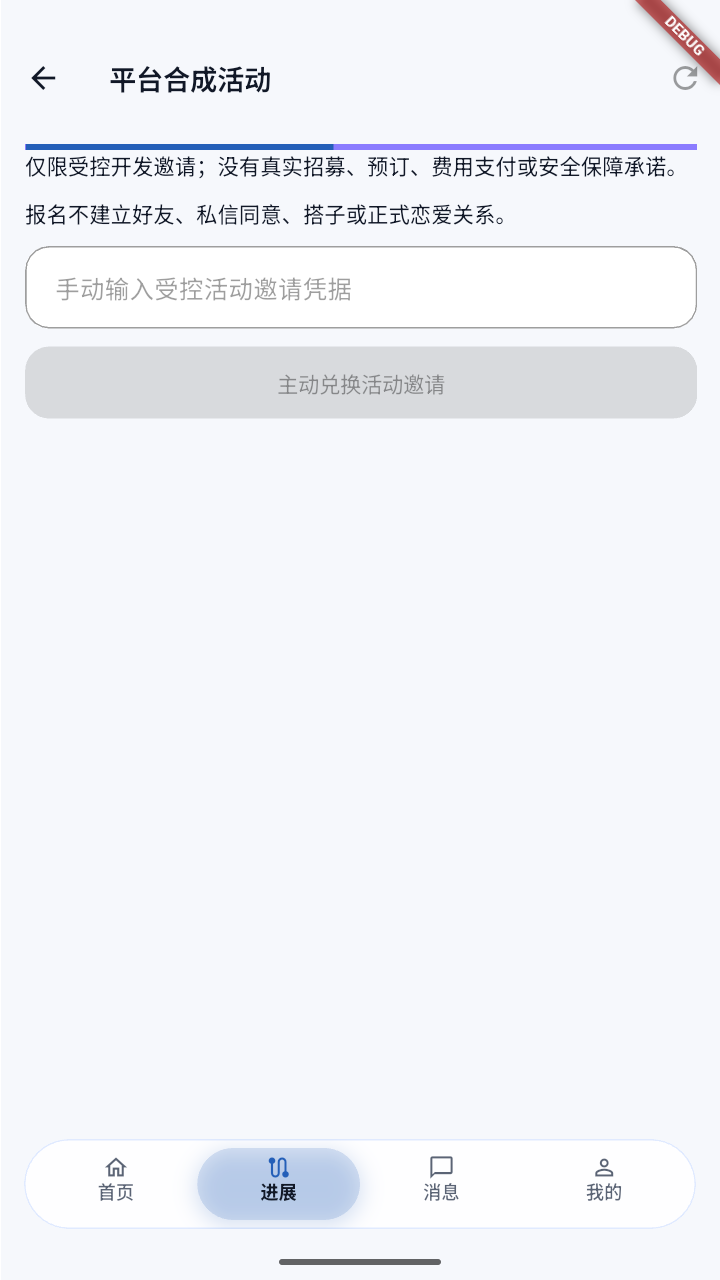 DEBUG
平台合成活动
仅限受控开发邀请；没有真实招募、预订、费用支付或安全保障承诺。
报名不建立好友、私信同意、搭子或正式恋爱关系。
手动输入受控活动邀请凭据
主动兑换活动邀请
首页
进展
消息
我的